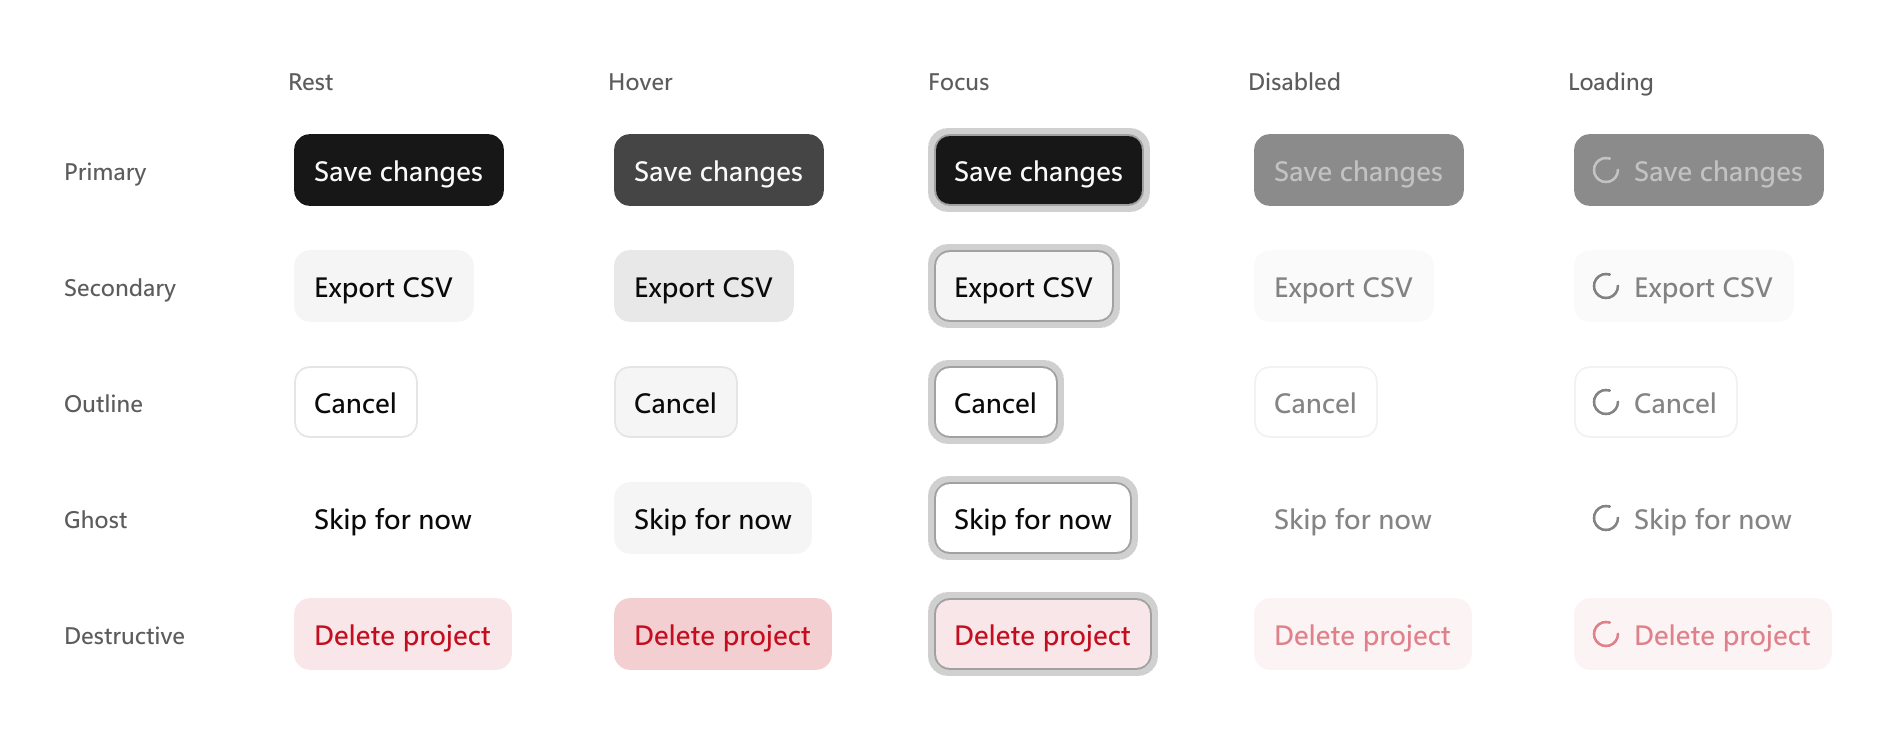 Rest Hover Focus Disabled Loading
Primary Save changes Save changes Save changes Save changes Save changes
Secondary Export CSV Export CSV Export CSV Export CSV Export CSV
Outline Cancel Cancel Cancel Cancel Cancel
Ghost Skip for now Skip for now Skip for now Skip for now Skip for now
Destructive Delete project Delete project Delete project Delete project Delete project